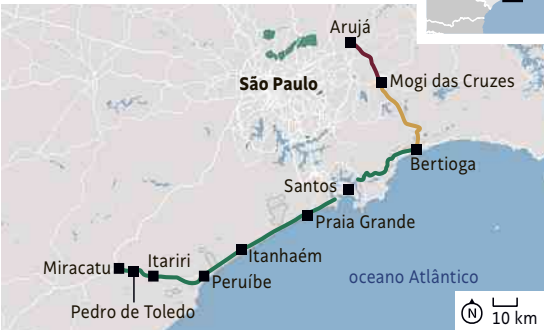 Arujá
São Paulo
Mogi das Cruzes
Bertioga
Santos
Praia Grande
Itanhaém
Miracatu
Itariri
Peruíbe
oceano Atlântico
Pedro de Toledo
N
10 km